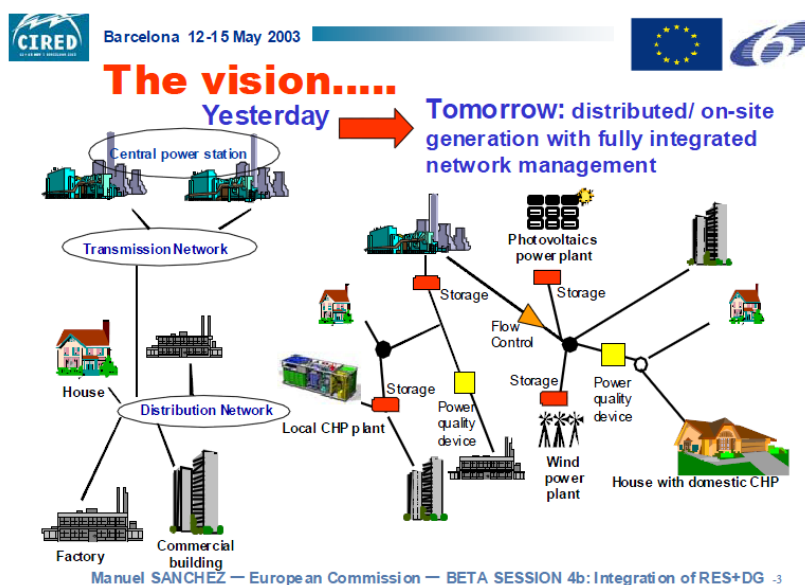 CIRED
Barcelona 12-15 May 2003
6
The vision.....
Yesterday
Tomorrow: distributed/ on-site
generation with fully integrated
network management
Central power station
Transmission Network
House
Distribution Network
Factory
Commercial
building
Photovoltaics
power plant
Storage
Storage
Flow
Control
Storage
Local CHP plant
Power
quality
device
Storage
Power
quality
device
Wind
power
plant
House with domestic CHP
Manuel SANCHEZ — European Commission — BETA SESSION 4b: Integration of RES+DG -3